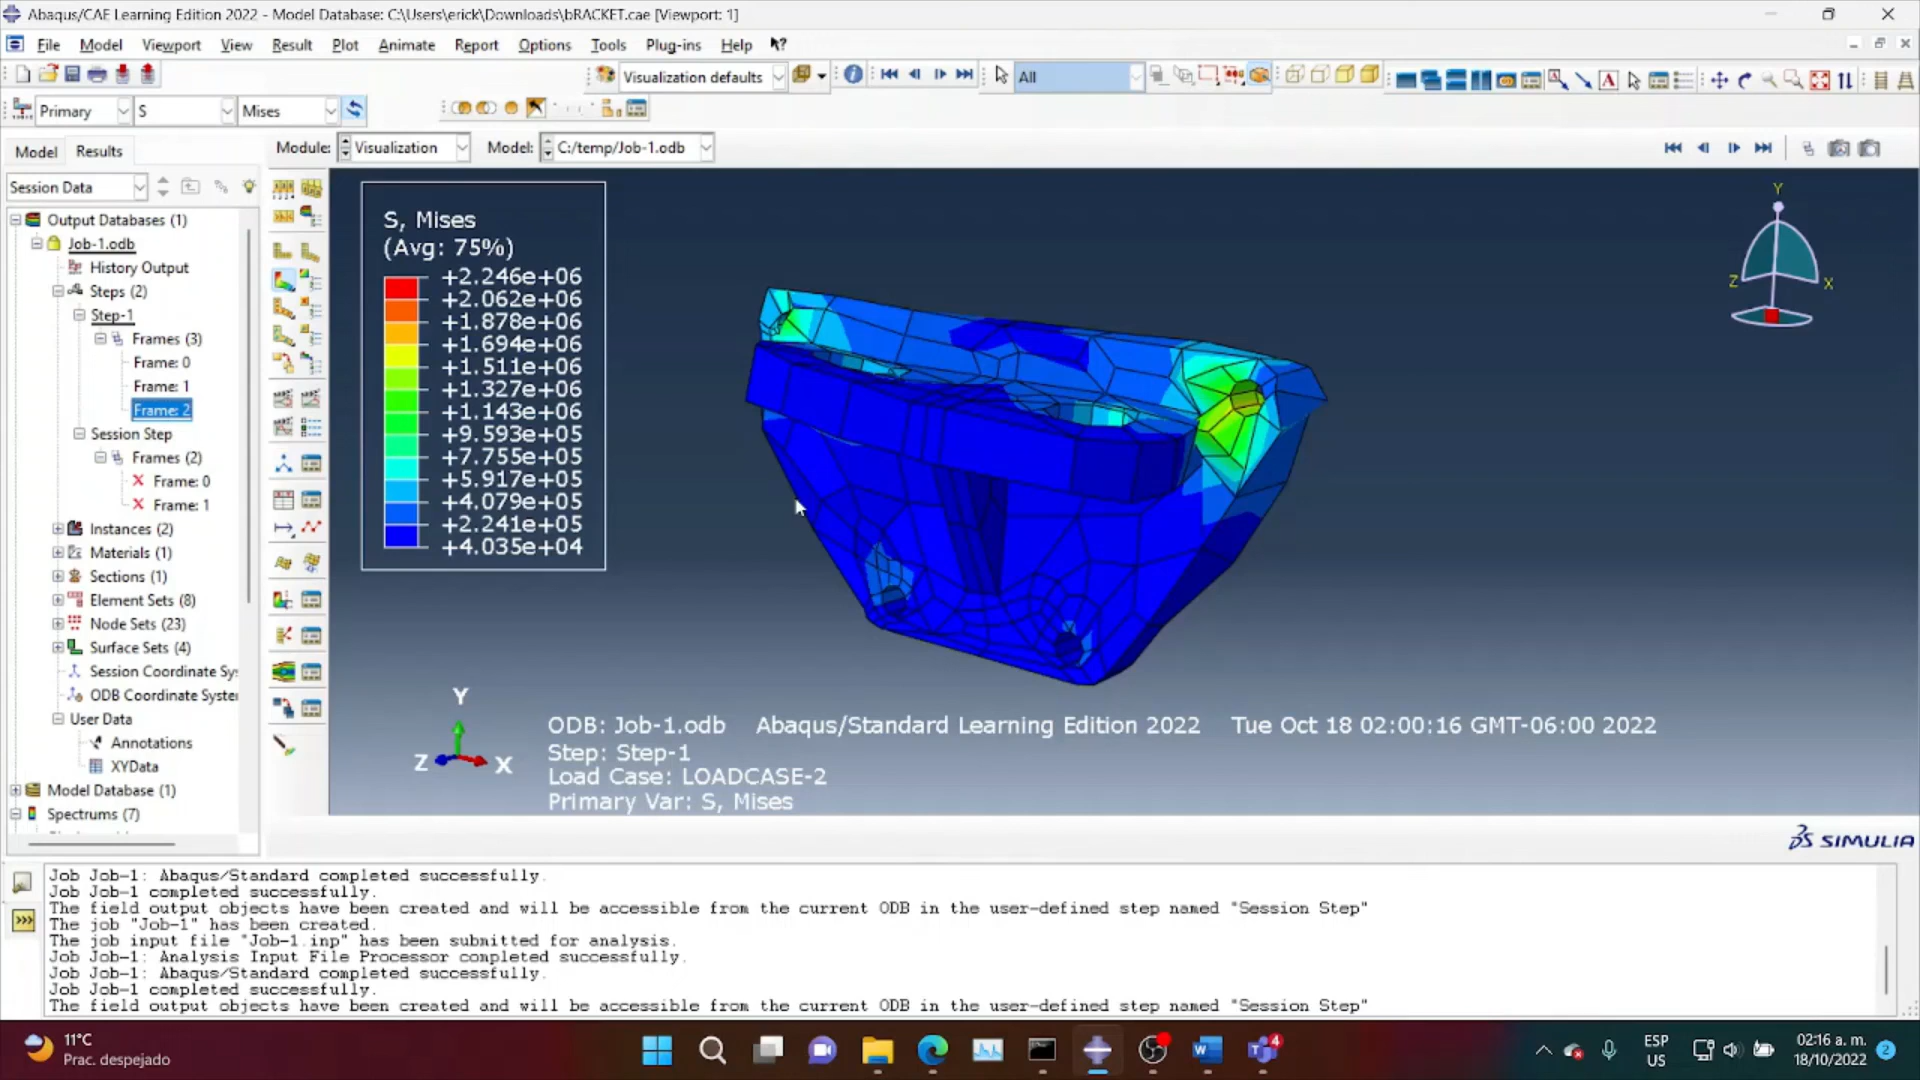 Abaqus/CAE Learning Edition 2022 - Model Database: C:\Users\erick\Downloads\bRACKET.cae [Viewport: 1]
File Model Viewport View Result Plot Animate Report Options Tools Plug-ins Help
Visualization defaults All
Primary S Mises
Model Results Module: Visualization Model: C:/temp/Job-1.odb
Session Data
Output Databases (1)
Job-1.odb
History Output
Steps (2)
Step-1
Frames (3)
Frame: 0
Frame: 1
Frame: 2
Session Step
Frames (2)
Frame: 0
Frame: 1
Instances (2)
Materials (1)
Sections (1)
Element Sets (8)
Node Sets (23)
Surface Sets (4)
Session Coordinate Sy
ODB Coordinate Syste
User Data
Annotations
XYData
Model Database (1)
Spectrums (7)
S, Mises
(Avg: 75%)
+2.246e+06
+2.062e+06
+1.878e+06
+1.694e+06
+1.511e+06
+1.327e+06
+1.143e+06
+9.593e+05
+7.755e+05
+5.917e+05
+4.079e+05
+2.241e+05
+4.035e+04
Y
Z X
Y
Z X
ODB: Job-1.odb Abaqus/Standard Learning Edition 2022 Tue Oct 18 02:00:16 GMT-06:00 2022
Step: Step-1
Load Case: LOADCASE-2
Primary Var: S, Mises
SIMULIA
Job Job-1: Abaqus/Standard completed successfully.
Job Job-1 completed successfully.
The field output objects have been created and will be accessible from the current ODB in the user-defined step named "Session Step"
The job "Job-1" has been created.
The job input file "Job-1.inp" has been submitted for analysis.
Job Job-1: Analysis Input File Processor completed successfully.
Job Job-1: Abaqus/Standard completed successfully.
Job Job-1 completed successfully.
The field output objects have been created and will be accessible from the current ODB in the user-defined step named "Session Step"
11°C
Prac. despejado
4
ESP
US
02:16 a. m.
18/10/2022
2